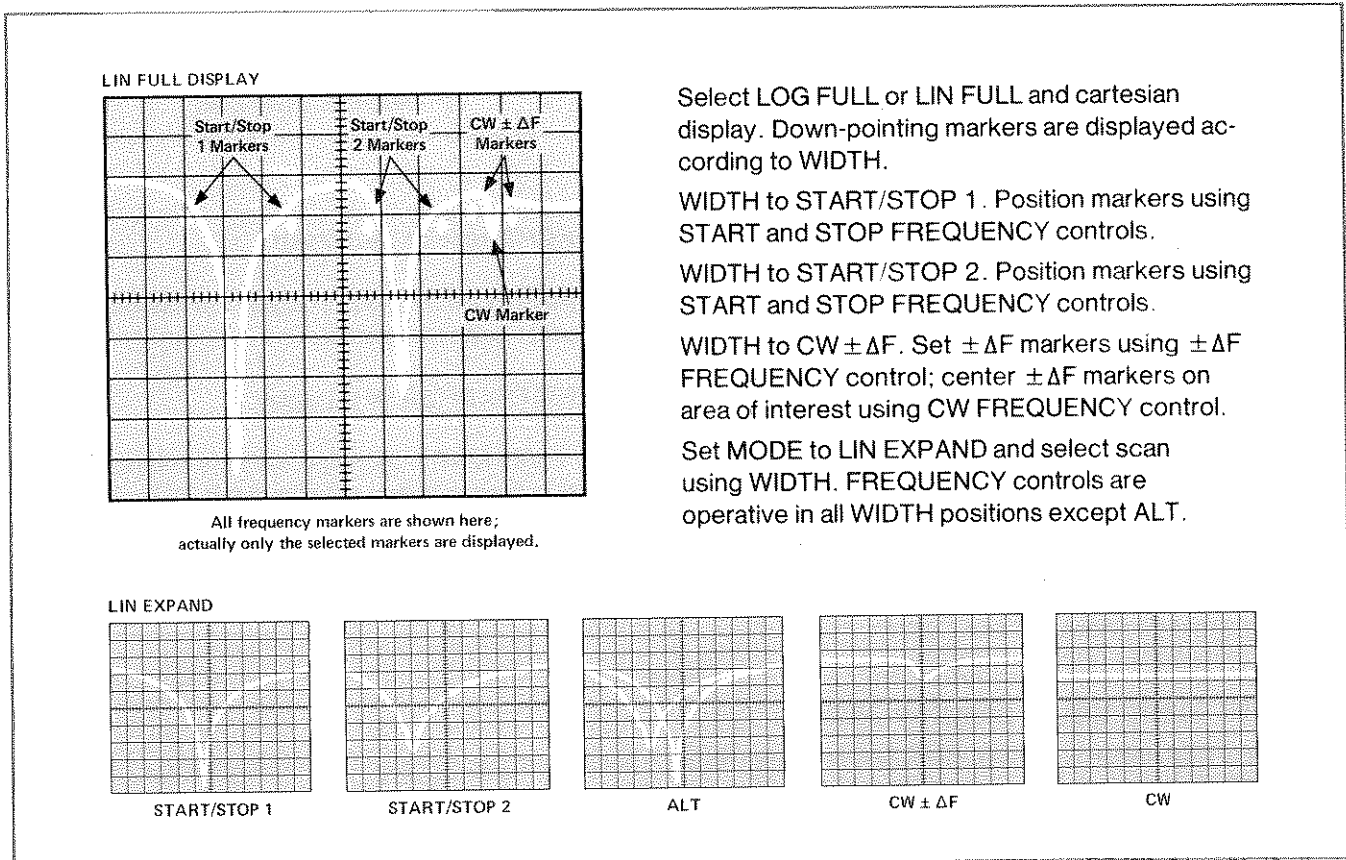 LIN FULL DISPLAY
Start/Stop
1 Markers
Start/Stop
2 Markers
CW ± ΔF
Markers
CW Marker
All frequency markers are shown here;
actually only the selected markers are displayed.
Select LOG FULL or LIN FULL and cartesian
display. Down-pointing markers are displayed ac-
cording to WIDTH.
WIDTH to START/STOP 1. Position markers using
START and STOP FREQUENCY controls.
WIDTH to START/STOP 2. Position markers using
START and STOP FREQUENCY controls.
WIDTH to CW ± ΔF. Set ± ΔF markers using ± ΔF
FREQUENCY control; center ± ΔF markers on
area of interest using CW FREQUENCY control.
Set MODE to LIN EXPAND and select scan
using WIDTH. FREQUENCY controls are
operative in all WIDTH positions except ALT.
LIN EXPAND
START/STOP 1
START/STOP 2
ALT
CW ± ΔF
CW